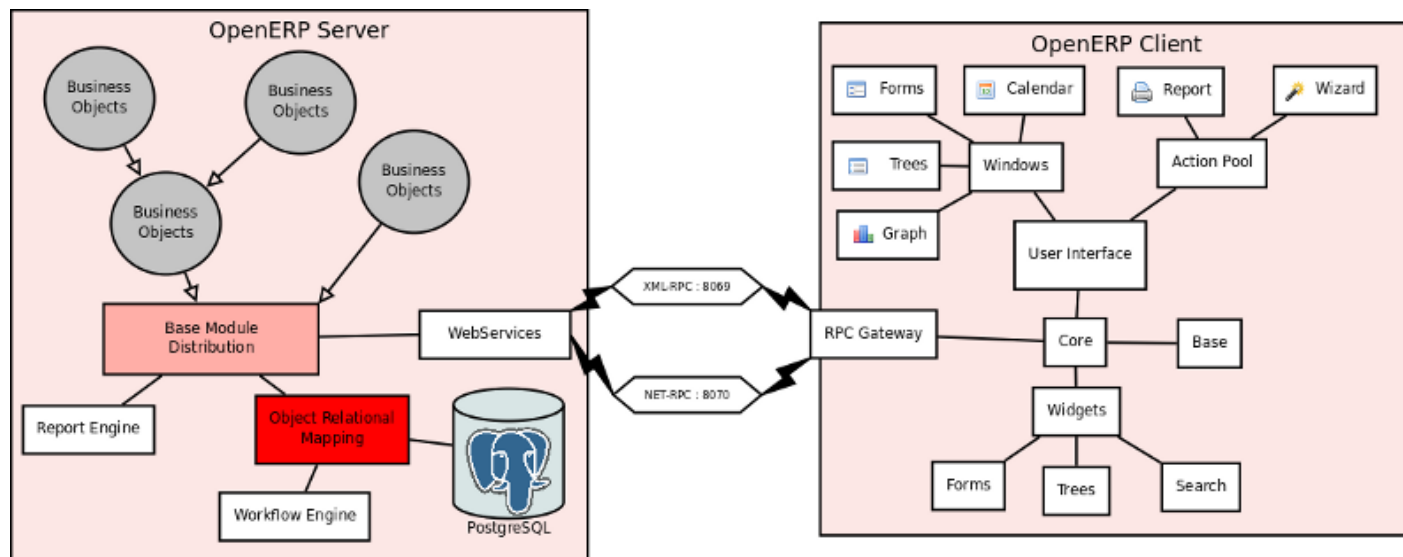 OpenERP Server
Business
Objects
Business
Objects
Business
Objects
Business
Objects
Base Module
Distribution
WebServices
Report Engine
Object Relational
Mapping
Workflow Engine
PostgreSQL
XML-RPC : 8069
NET-RPC : 8070
OpenERP Client
Forms
Calendar
Report
Wizard
Trees
Windows
Action Pool
Graph
User Interface
RPC Gateway
Core
Base
Widgets
Forms
Trees
Search